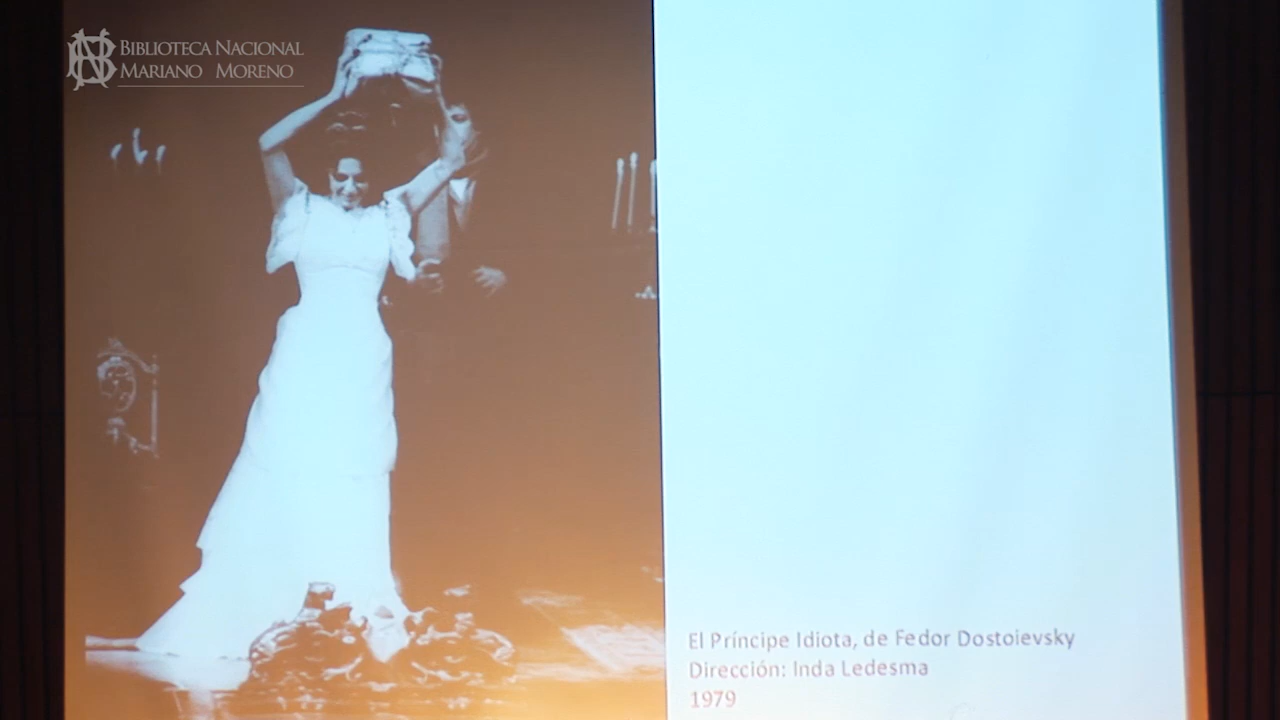 BIBLIOTECA NACIONAL
MARIANO MORENO
El Príncipe Idiota, de Fedor Dostoievsky
Dirección: Inda Ledesma
1979